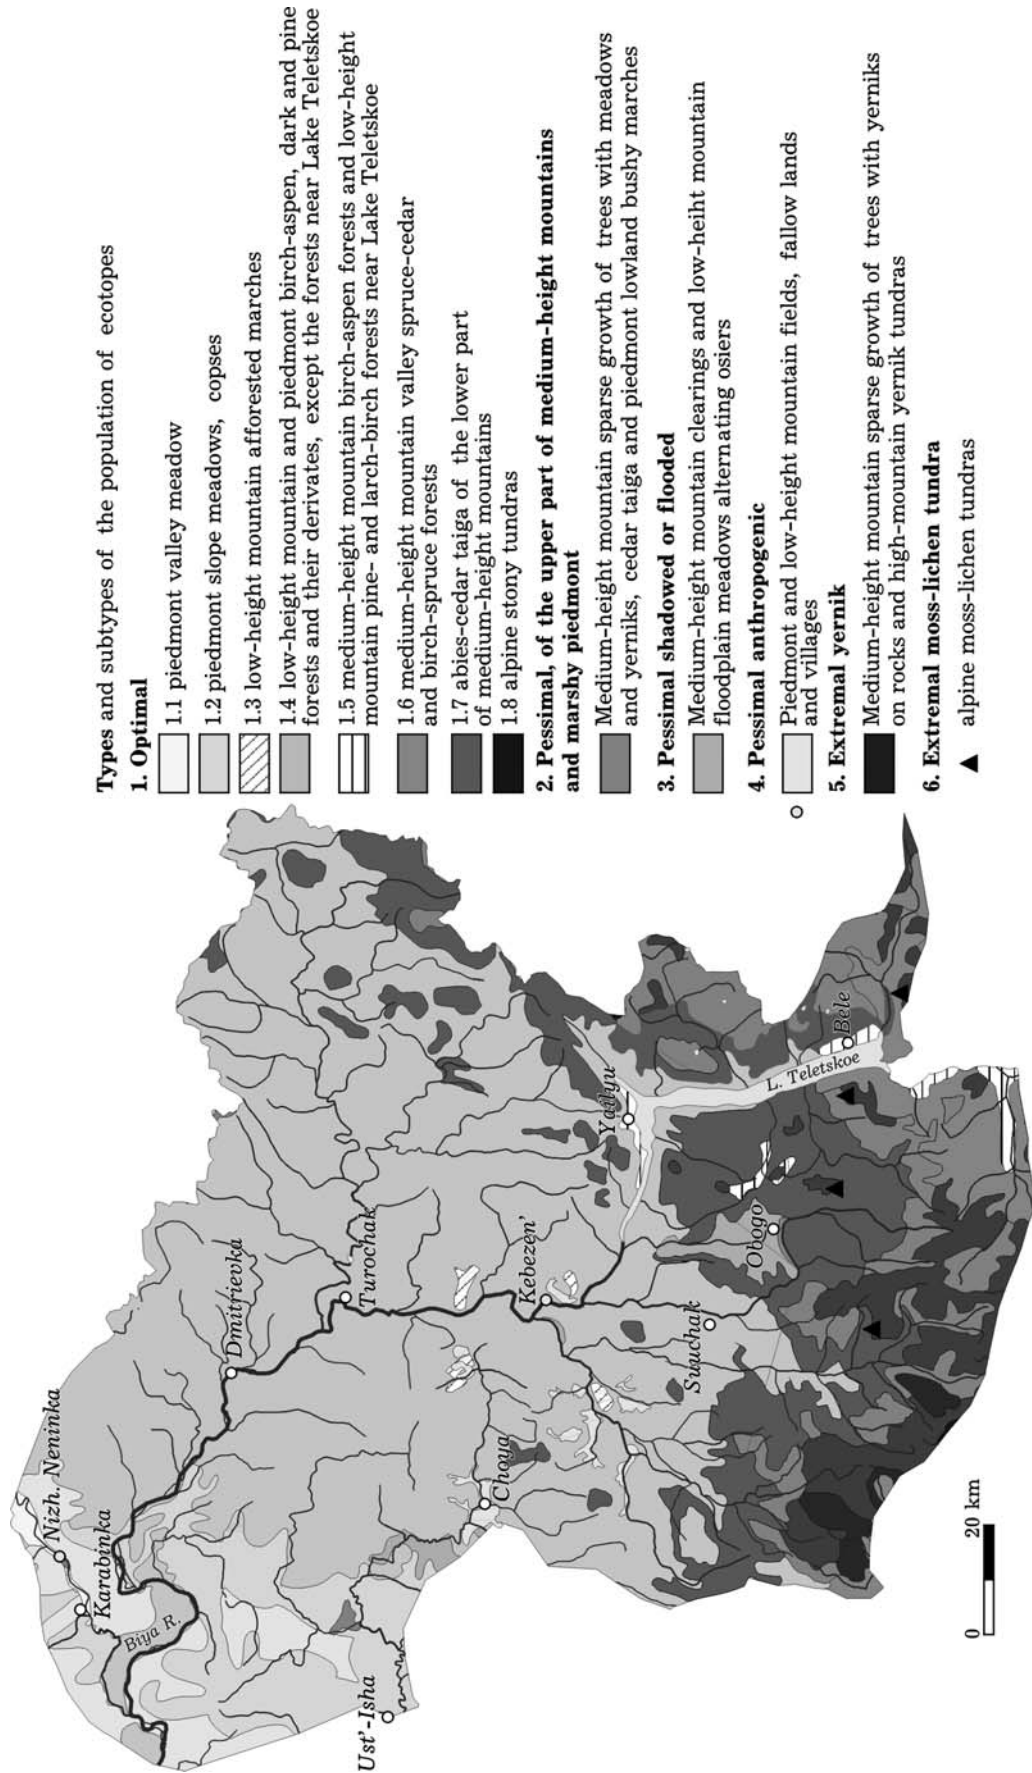 Types and subtypes of the population of ecotopes
1. Optimal
1.1 piedmont valley meadow
1.2 piedmont slope meadows, copses
1.3 low-height mountain afforested marches
1.4 low-height mountain and piedmont birch-aspen, dark and pine
forests and their derivates, except the forests near Lake Teletskoe
1.5 medium-height mountain birch-aspen forests and low-height
mountain pine- and larch-birch forests near Lake Teletskoe
1.6 medium-height mountain valley spruce-cedar
and birch-spruce forests
1.7 abies-cedar taiga of the lower part
of medium-height mountains
1.8 alpine stony tundras
2. Pessimal, of the upper part of medium-height mountains
and marshy piedmont
Medium-height mountain sparse growth of trees with meadows
and yerniks, cedar taiga and piedmont lowland bushy marches
3. Pessimal shadowed or flooded
Medium-height mountain clearings and low-heiht mountain
floodplain meadows alternating osiers
4. Pessimal anthropogenic
Piedmont and low-height mountain fields, fallow lands
and villages
5. Extremal yernik
Medium-height mountain sparse growth of trees with yerniks
on rocks and high-mountain yernik tundras
6. Extremal moss-lichen tundra
alpine moss-lichen tundras
Nizh. Neninka
Karabinka
Biya R.
Dmitrievka
Turochak
Ust'-Isha
Choya
Kebezen'
Yailyu
Suuchak
Obogo
L. Teletskoe
Bele
0 20 km